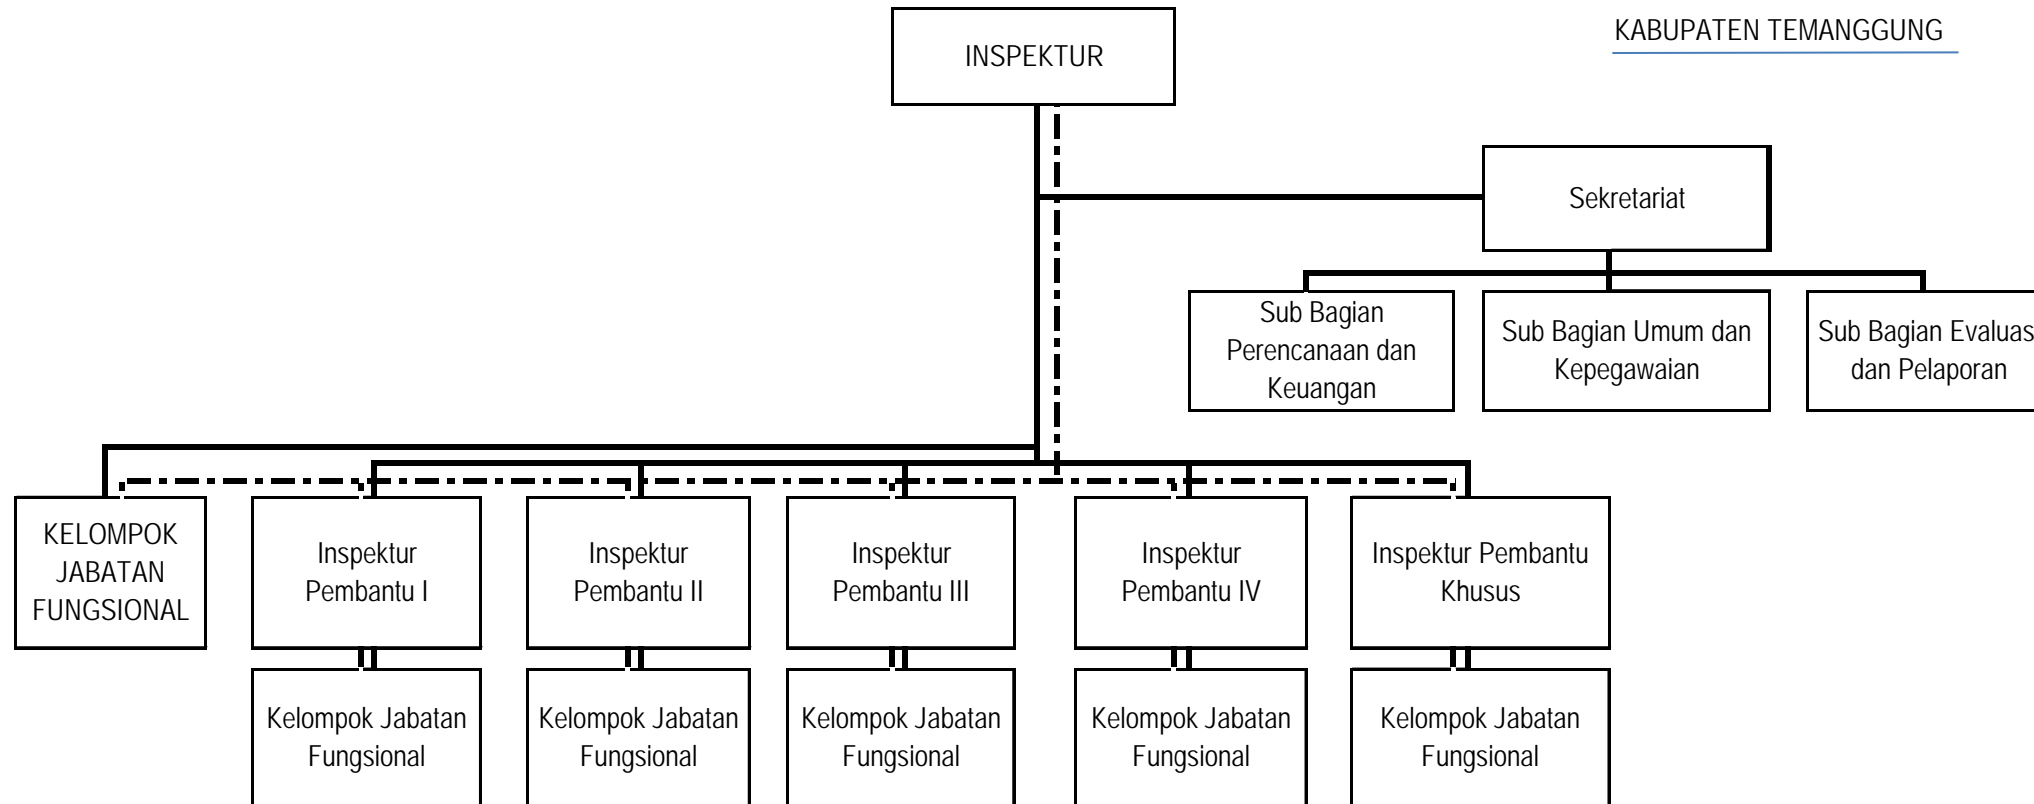 KABUPATEN TEMANGGUNG
INSPEKTUR
Sekretariat
Sub Bagian
Perencanaan dan
Keuangan
Sub Bagian Umum dan
Kepegawaian
Sub Bagian Evaluas
dan Pelaporan
KELOMPOK
JABATAN
FUNGSIONAL
Inspektur
Pembantu I
Inspektur
Pembantu II
Inspektur
Pembantu III
Inspektur
Pembantu IV
Inspektur Pembantu
Khusus
Kelompok Jabatan
Fungsional
Kelompok Jabatan
Fungsional
Kelompok Jabatan
Fungsional
Kelompok Jabatan
Fungsional
Kelompok Jabatan
Fungsional